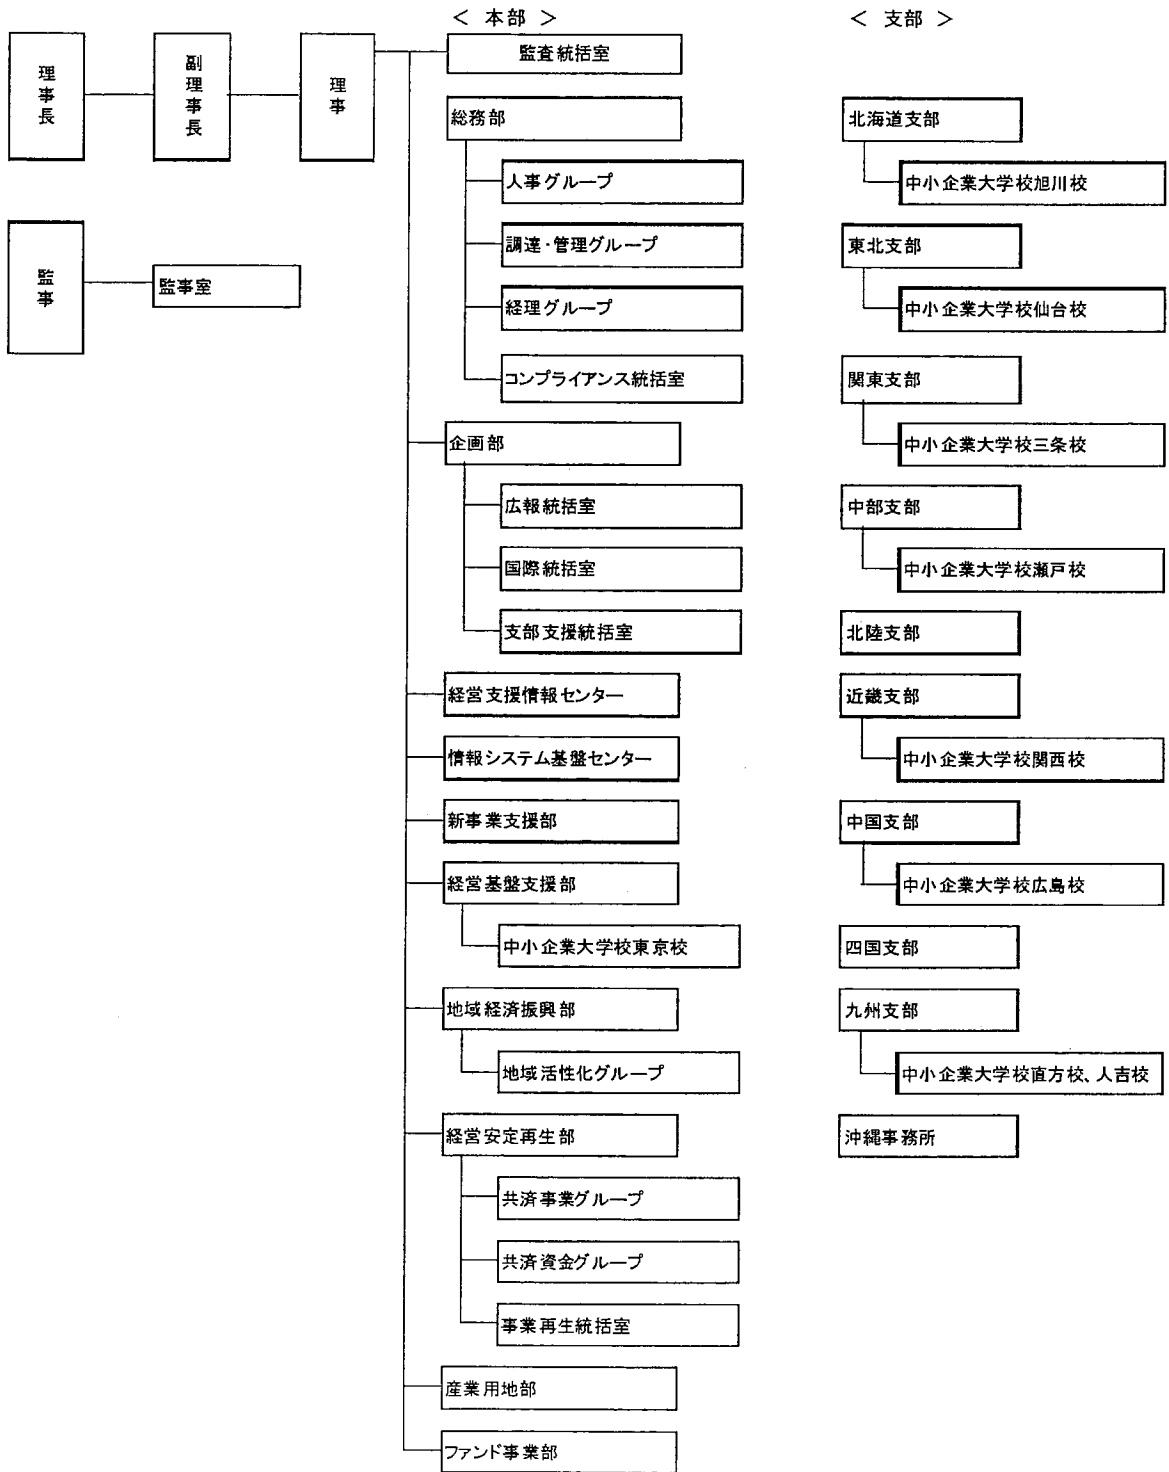 ＜ 本部 ＞
＜ 支部 ＞
理事長
副理事長
理事
監事
監事室
監査統括室
総務部
人事グループ
調達・管理グループ
経理グループ
コンプライアンス統括室
企画部
広報統括室
国際統括室
支部支援統括室
経営支援情報センター
情報システム基盤センター
新事業支援部
経営基盤支援部
中小企業大学校東京校
地域経済振興部
地域活性化グループ
経営安定再生部
共済事業グループ
共済資金グループ
事業再生統括室
産業用地部
ファンド事業部
北海道支部
中小企業大学校旭川校
東北支部
中小企業大学校仙台校
関東支部
中小企業大学校三条校
中部支部
中小企業大学校瀬戸校
北陸支部
近畿支部
中小企業大学校関西校
中国支部
中小企業大学校広島校
四国支部
九州支部
中小企業大学校直方校、人吉校
沖縄事務所